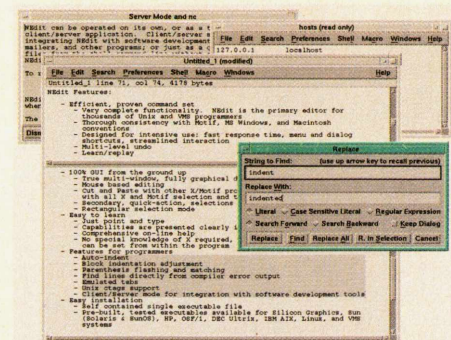 Server Mode and nc
NEdit can be operated on its own, or as a t
client/server application. Client/server
integrating NEdit with software development
mailers, and other programs; or just as a
hosts (read only)
File Edit Search Preferences Shell Macro Windows
127.0.0.1 localhost
Untitled_1 (modified)
File Edit Search Preferences Shell Macro Windows Help
Untitled_1 line 71, col 74, 4178 bytes
NEdit Features:
- Efficient, proven command set
- Very complete functionality. NEdit is the primary editor for
thousands of Unix and VMS programmers
- Thorough consistency with Motif, MS Windows, and Macintosh
conventions
- Designed for intensive use: fast response time, menu and dialog
shortcuts, streamlined interaction
- Multi-level undo
- Learn/replay
- 100% GUI from the ground up
- True multi-window, fully graphical
- Mouse based editing
- Cut and Paste with other X/Motif
with all X and Motif selection and
- Secondary, quick-action, selections
- Rectangular selection mode
- Easy to learn
- Just point and type
- Capabilities are presented clearly
- Comprehensive on-line help
- No special knowledge of X required,
can be set from within the program
- Features for programmers
- Auto-indent
- Block indentation adjustment
- Parenthesis flashing and matching
- Find lines directly from compiler error output
- Emulated tabs
- Unix ctags support
- Client/Server mode for integration with software development tools
- Easy installation
- Self contained single executable file
- Pre-built, tested executables available for Silicon Graphics, Sun
(Solaris & SunOS), HP, OSF/1, DEC Ultrix, IBM AIX, Linux, and VMS
systems
Replace
String to Find: (use up arrow key to recall previous)
indent
Replace With:
indented
Literal Case Sensitive Literal Regular Expression
Search Forward Search Backward Keep Dialog
Replace Find Replace All R. in Selection Cancel